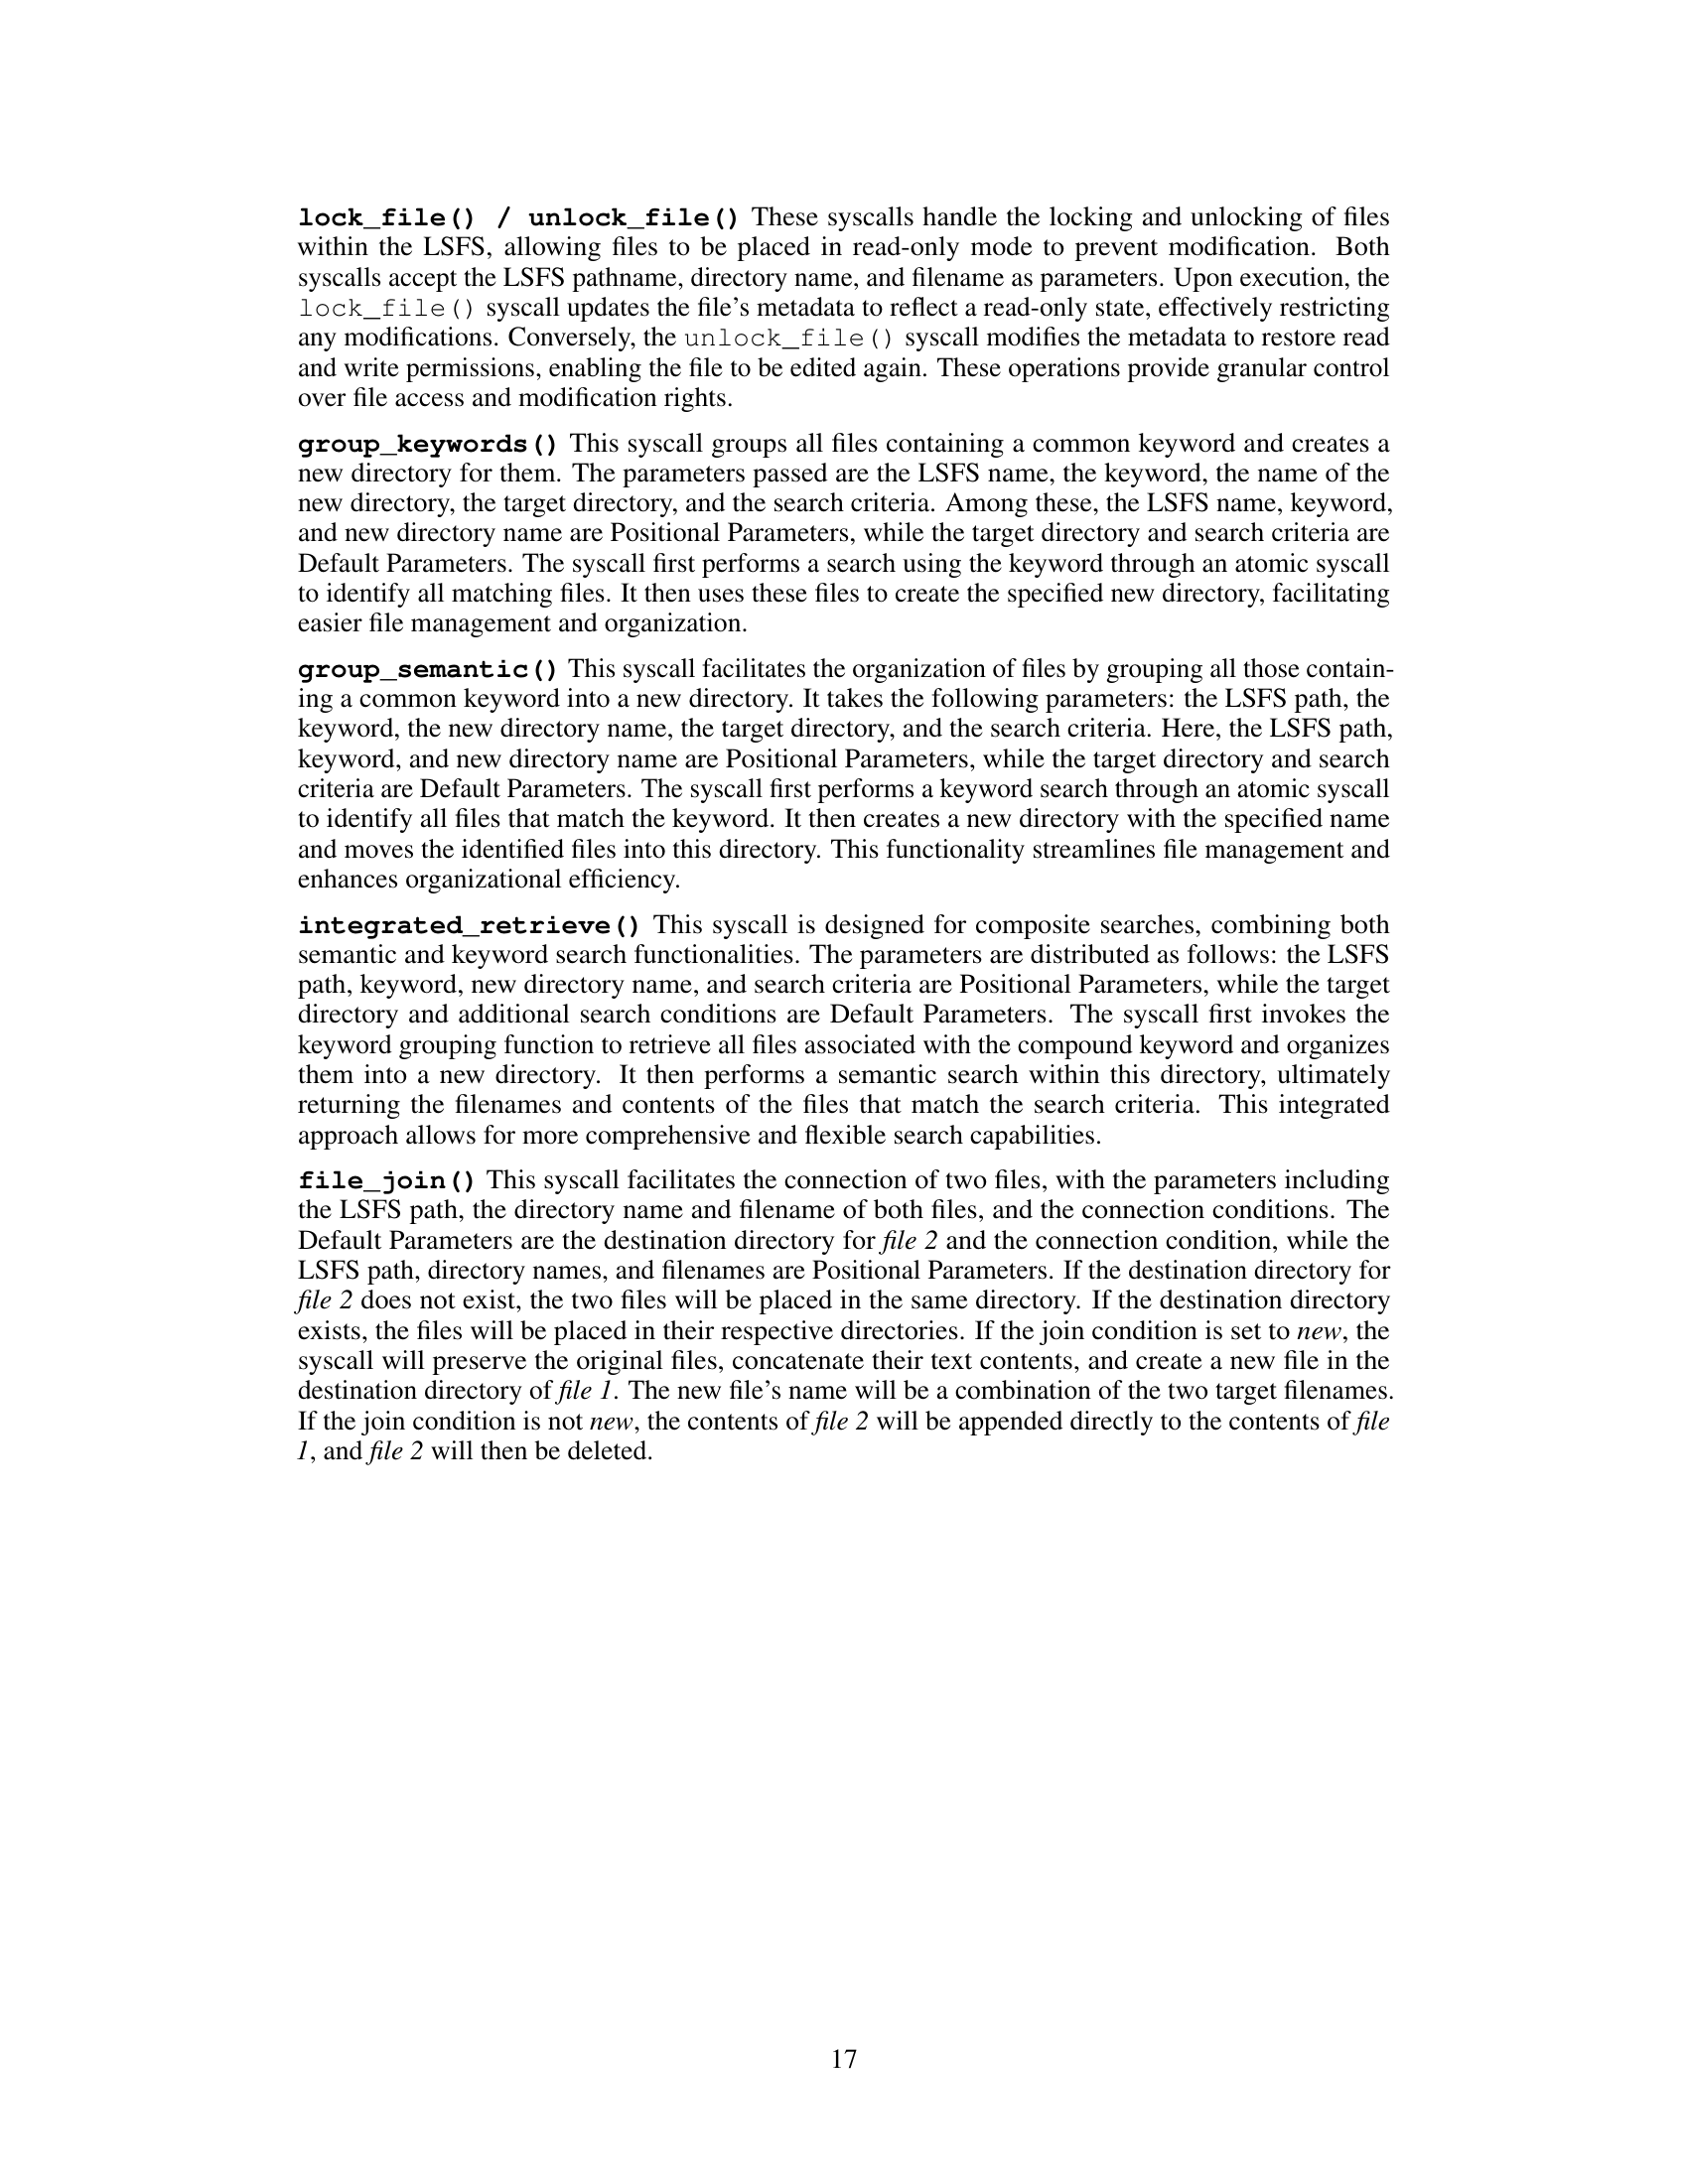 lock_file() / unlock_file() These syscalls handle the locking and unlocking of files
within the LSFS, allowing files to be placed in read-only mode to prevent modification. Both
syscalls accept the LSFS pathname, directory name, and filename as parameters. Upon execution, the
lock_file() syscall updates the file's metadata to reflect a read-only state, effectively restricting
any modifications. Conversely, the unlock_file() syscall modifies the metadata to restore read
and write permissions, enabling the file to be edited again. These operations provide granular control
over file access and modification rights.
group_keywords() This syscall groups all files containing a common keyword and creates a
new directory for them. The parameters passed are the LSFS name, the keyword, the name of the
new directory, the target directory, and the search criteria. Among these, the LSFS name, keyword,
and new directory name are Positional Parameters, while the target directory and search criteria are
Default Parameters. The syscall first performs a search using the keyword through an atomic syscall
to identify all matching files. It then uses these files to create the specified new directory, facilitating
easier file management and organization.
group_semantic() This syscall facilitates the organization of files by grouping all those contain-
ing a common keyword into a new directory. It takes the following parameters: the LSFS path, the
keyword, the new directory name, the target directory, and the search criteria. Here, the LSFS path,
keyword, and new directory name are Positional Parameters, while the target directory and search
criteria are Default Parameters. The syscall first performs a keyword search through an atomic syscall
to identify all files that match the keyword. It then creates a new directory with the specified name
and moves the identified files into this directory. This functionality streamlines file management and
enhances organizational efficiency.
integrated_retrieve() This syscall is designed for composite searches, combining both
semantic and keyword search functionalities. The parameters are distributed as follows: the LSFS
path, keyword, new directory name, and search criteria are Positional Parameters, while the target
directory and additional search conditions are Default Parameters. The syscall first invokes the
keyword grouping function to retrieve all files associated with the compound keyword and organizes
them into a new directory. It then performs a semantic search within this directory, ultimately
returning the filenames and contents of the files that match the search criteria. This integrated
approach allows for more comprehensive and flexible search capabilities.
file_join() This syscall facilitates the connection of two files, with the parameters including
the LSFS path, the directory name and filename of both files, and the connection conditions. The
Default Parameters are the destination directory for file 2 and the connection condition, while the
LSFS path, directory names, and filenames are Positional Parameters. If the destination directory for
file 2 does not exist, the two files will be placed in the same directory. If the destination directory
exists, the files will be placed in their respective directories. If the join condition is set to new, the
syscall will preserve the original files, concatenate their text contents, and create a new file in the
destination directory of file 1. The new file's name will be a combination of the two target filenames.
If the join condition is not new, the contents of file 2 will be appended directly to the contents of file
1, and file 2 will then be deleted.
17